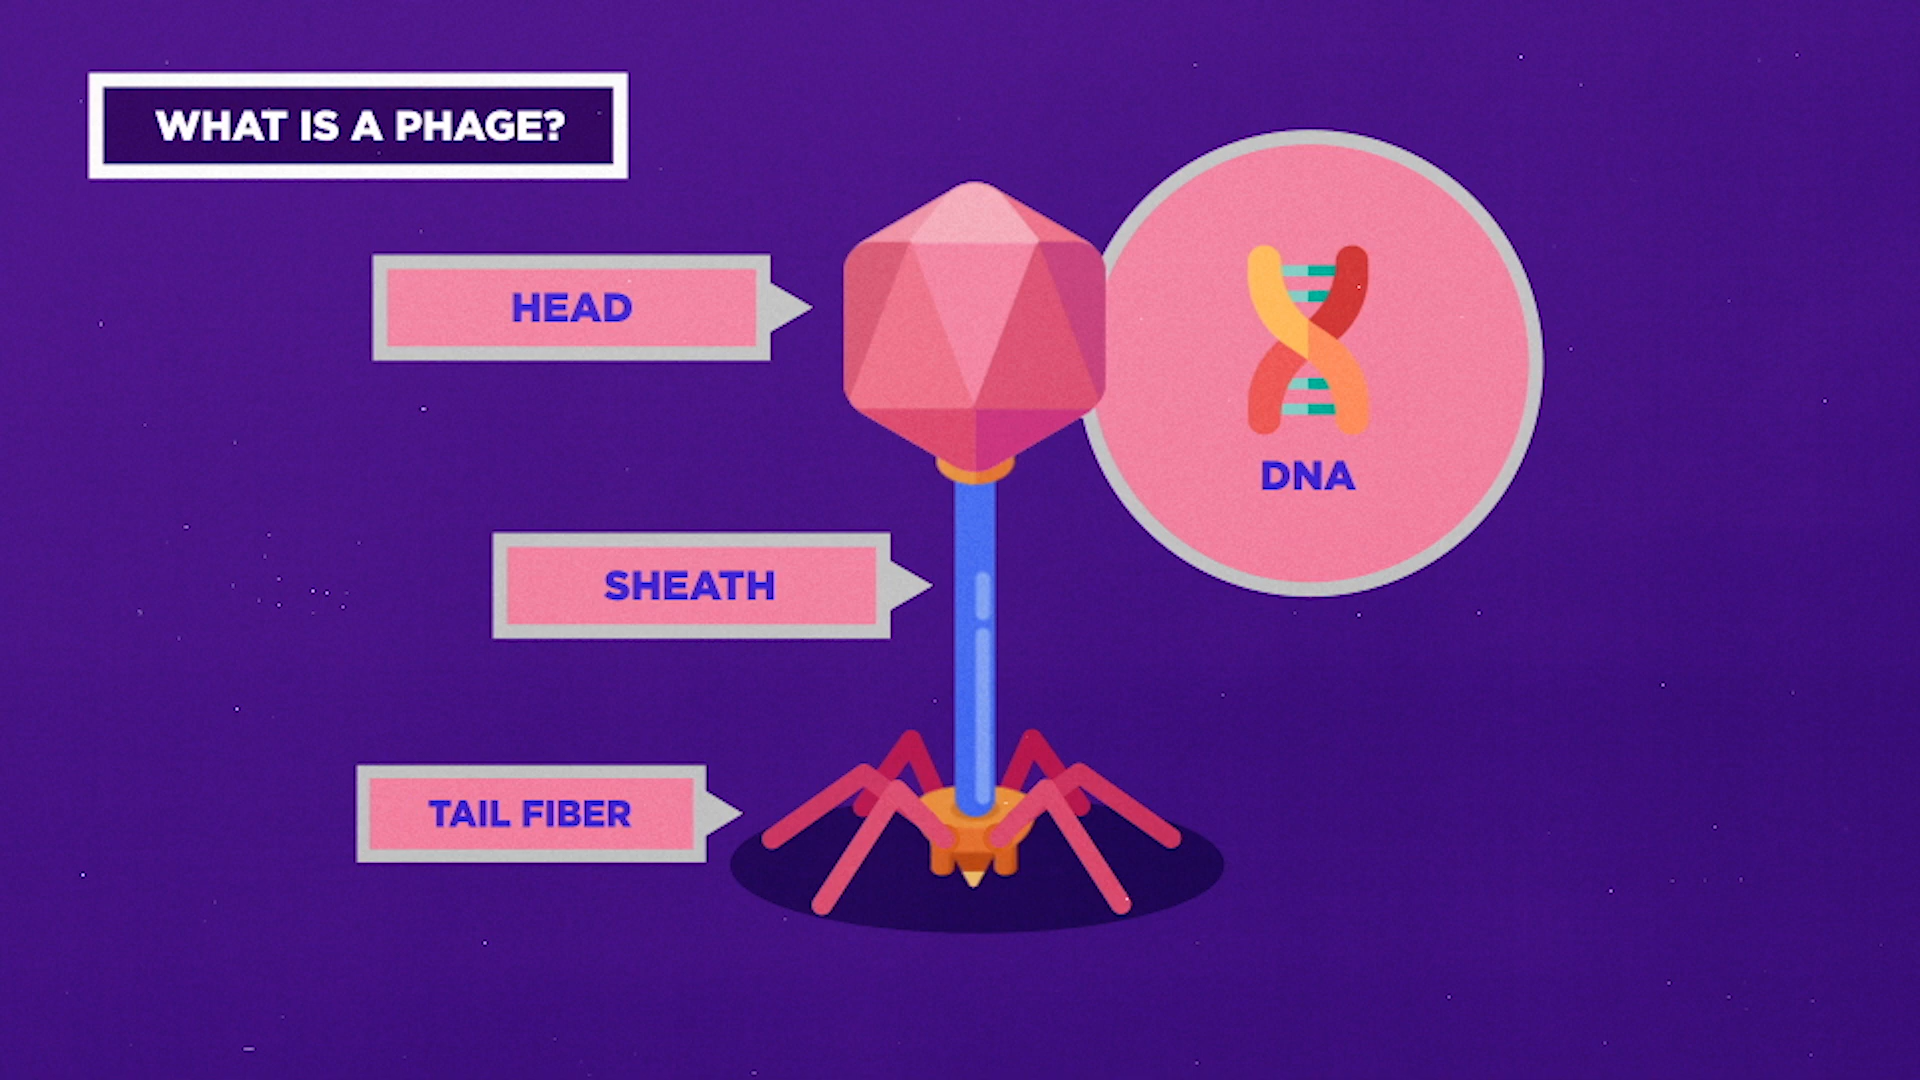 WHAT IS A PHAGE?
HEAD
DNA
SHEATH
TAIL FIBER